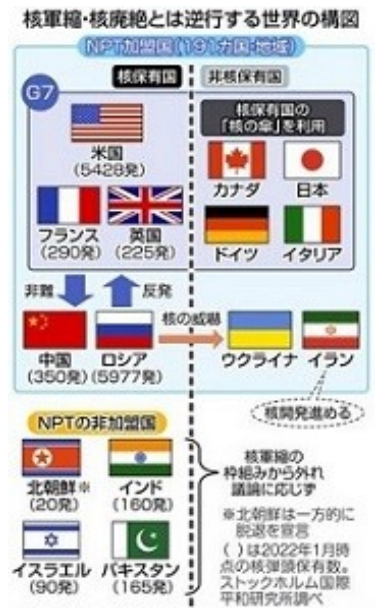 核軍縮・核廃絶とは逆行する世界の構図
NPT加盟国(191カ国・地域)
核保有国
非核保有国
G7
米国
(5428発)
フランス
(290発)
英国
(225発)
核保有国の
「核の傘」を利用
カナダ
日本
ドイツ
イタリア
非難
反発
中国
(350発)
ロシア
(5977発)
核の威嚇
ウクライナ
イラン
核開発進める
NPTの非加盟国
北朝鮮※
(20発)
インド
(160発)
イスラエル
(90発)
パキスタン
(165発)
核軍縮の
枠組みから外れ
議論に応じず
※北朝鮮は一方的に
脱退を宣言
( )は2022年1月時
点の核弾頭保有数。
ストックホルム国際
平和研究所調べ